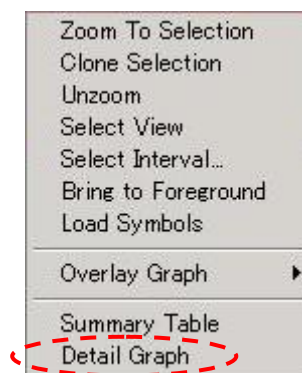 Zoom To Selection
Clone Selection
Unzoom
Select View
Select Interval...
Bring to Foreground
Load Symbols
Overlay Graph
Summary Table
Detail Graph